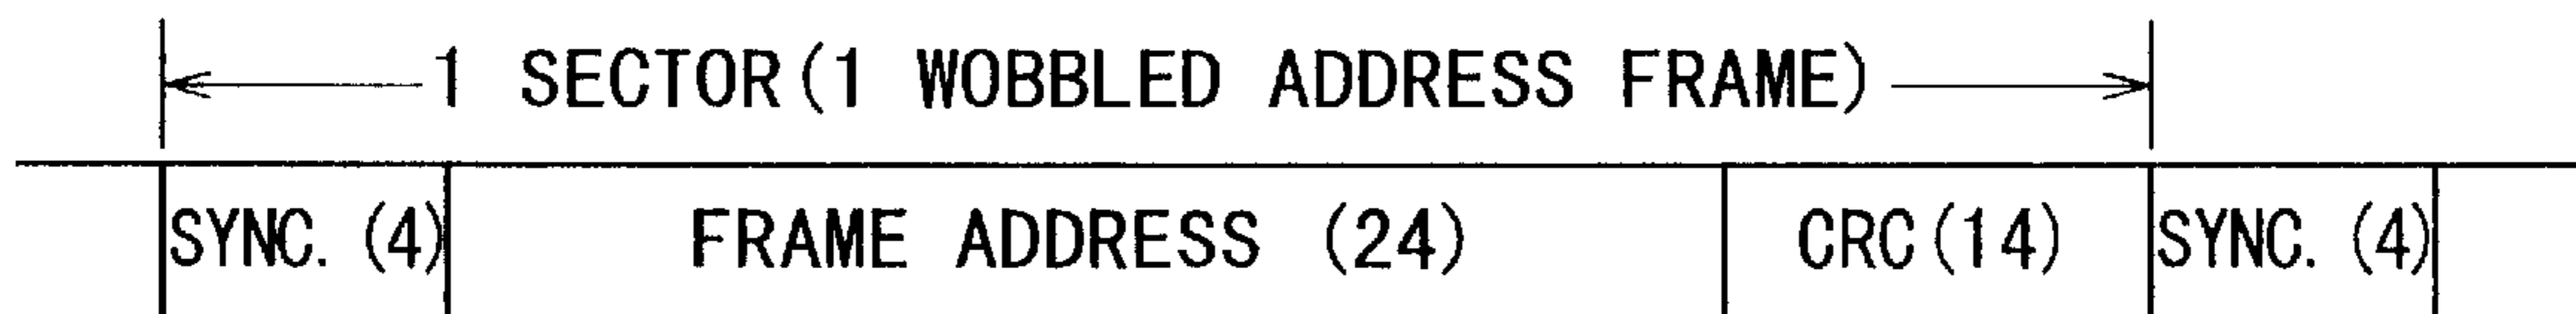 1 SECTOR(1 WOBBLED ADDRESS FRAME)
SYNC. (4) FRAME ADDRESS (24) CRC(14) SYNC. (4)